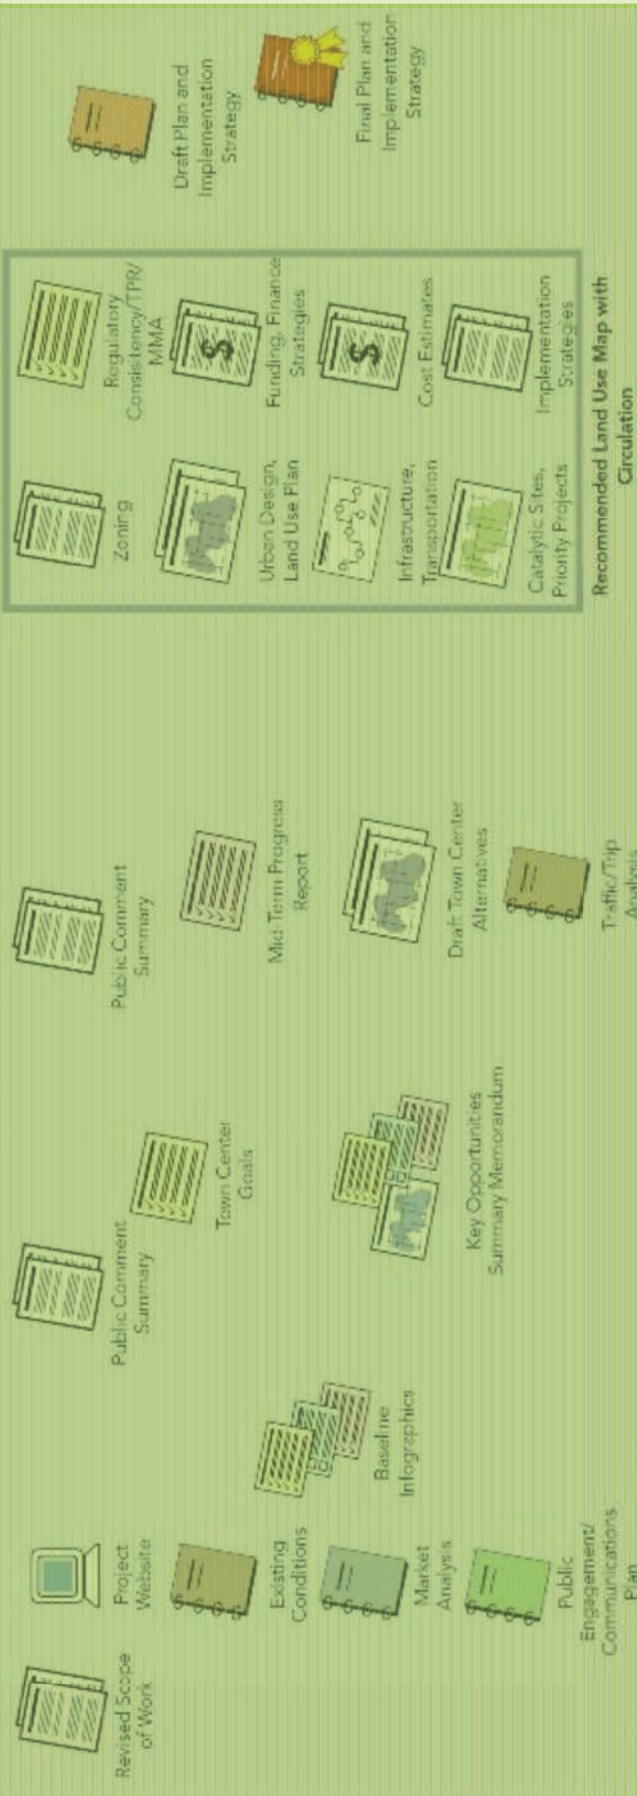 Revised Scope
of Work
Project
Website
Existing
Conditions
Market
Analysis
Public
Engagement/
Communications
Plan
Baseline
Infographics
Public Comment
Summary
Town Center
Goals
Key Opportunities
Summary Memorandum
Public Comment
Summary
Mid-Term Progress
Report
Draft Town Center
Alternatives
Traffic/Trip
Analysis
Zoning
Urban Design,
Land Use Plan
Infrastructure,
Transportation
Catalytic Sites,
Priority Projects
Regulatory
Consistency/TPR/
MMA
$
Funding, Finance
Strategies
$
Cost Estimates
Implementation
Strategies
Recommended Land Use Map with
Circulation
Draft Plan and
Implementation
Strategy
Final Plan and
Implementation
Strategy